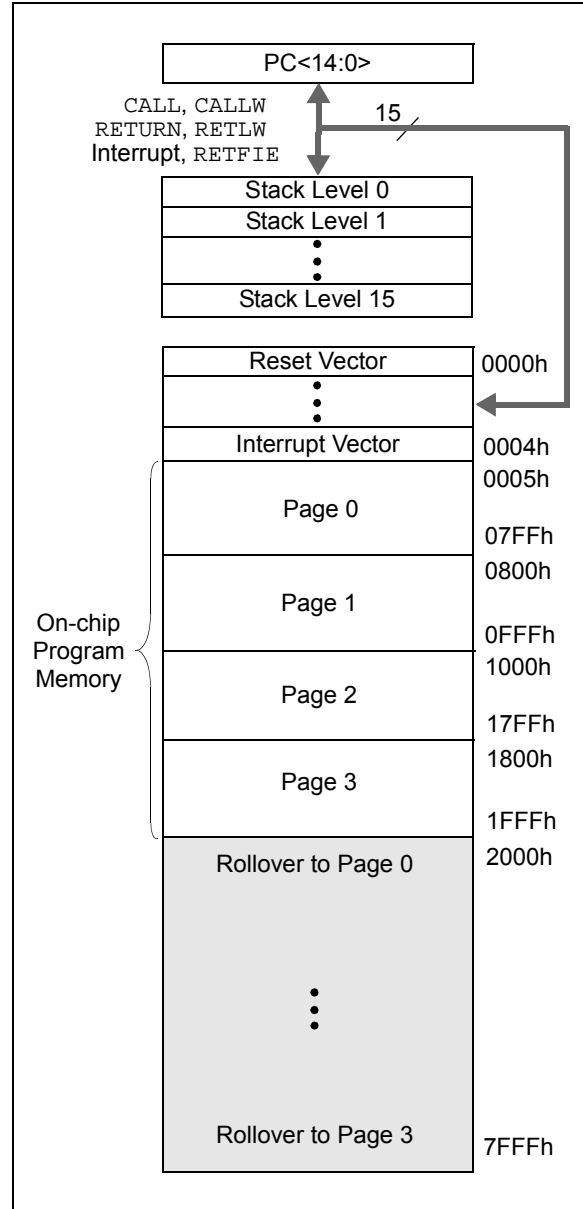 PC<14:0>
CALL, CALLW
15
RETURN, RETLW
Interrupt, RETFIE
Stack Level 0
Stack Level 1
Stack Level 15
Reset Vector
0000h
Interrupt Vector
0004h
0005h
Page 0
07FFh
0800h
Page 1
On-chip
Program
Memory
0FFFh
1000h
Page 2
17FFh
1800h
Page 3
1FFFh
Rollover to Page 0
2000h
Rollover to Page 3
7FFFh